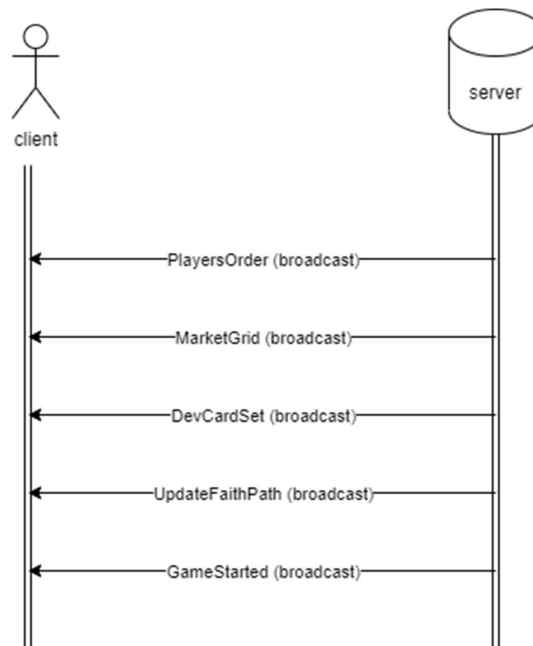 server
client
PlayersOrder (broadcast)
MarketGrid (broadcast)
DevCardSet (broadcast)
UpdateFaithPath (broadcast)
GameStarted (broadcast)